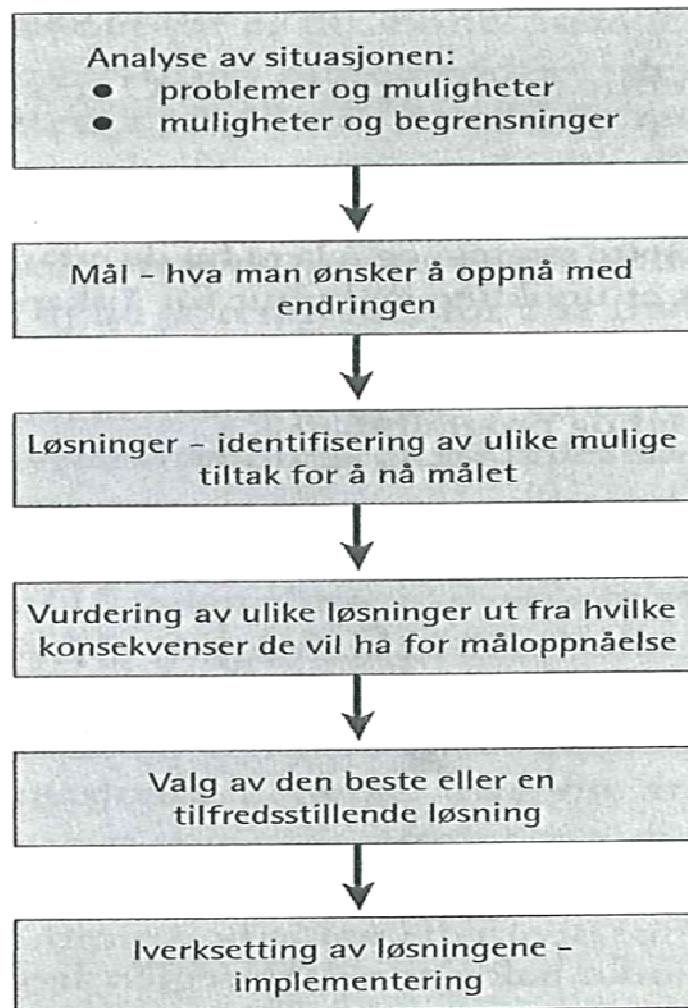 Analyse av situasjonen:
● problemer og muligheter
● muligheter og begrensninger
Mål – hva man ønsker å oppnå med
endringen
Løsninger – identifisering av ulike mulige
tiltak for å nå målet
Vurdering av ulike løsninger ut fra hvilke
konsekvenser de vil ha for måloppnåelse
Valg av den beste eller en
tilfredsstillende løsning
Iverksetting av løsningene –
implementering